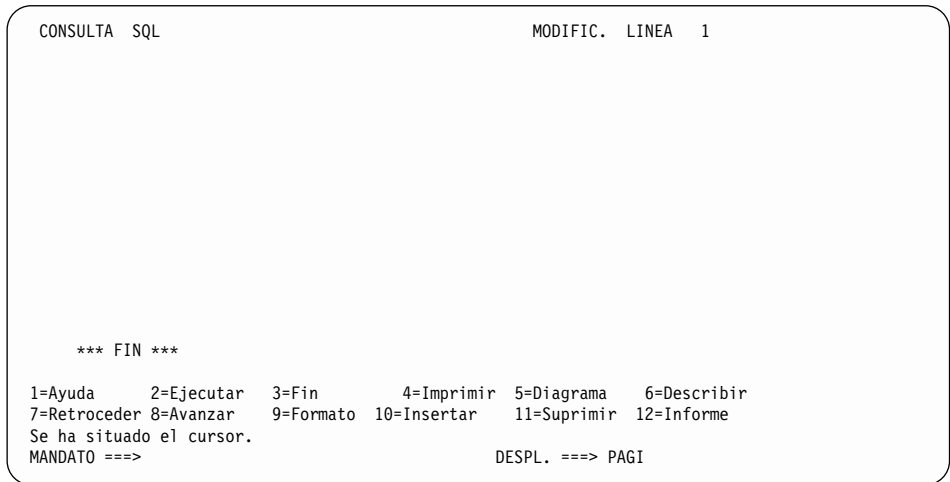 CONSULTA SQL MODIFIC. LINEA 1
*** FIN ***
1=Ayuda 2=Ejecutar 3=Fin 4=Imprimir 5=Diagrama 6=Describir
7=Retroceder 8=Avanzar 9=Formato 10=Insertar 11=Suprimir 12=Informe
Se ha situado el cursor.
MANDATO ===> DESPL. ===> PAGI